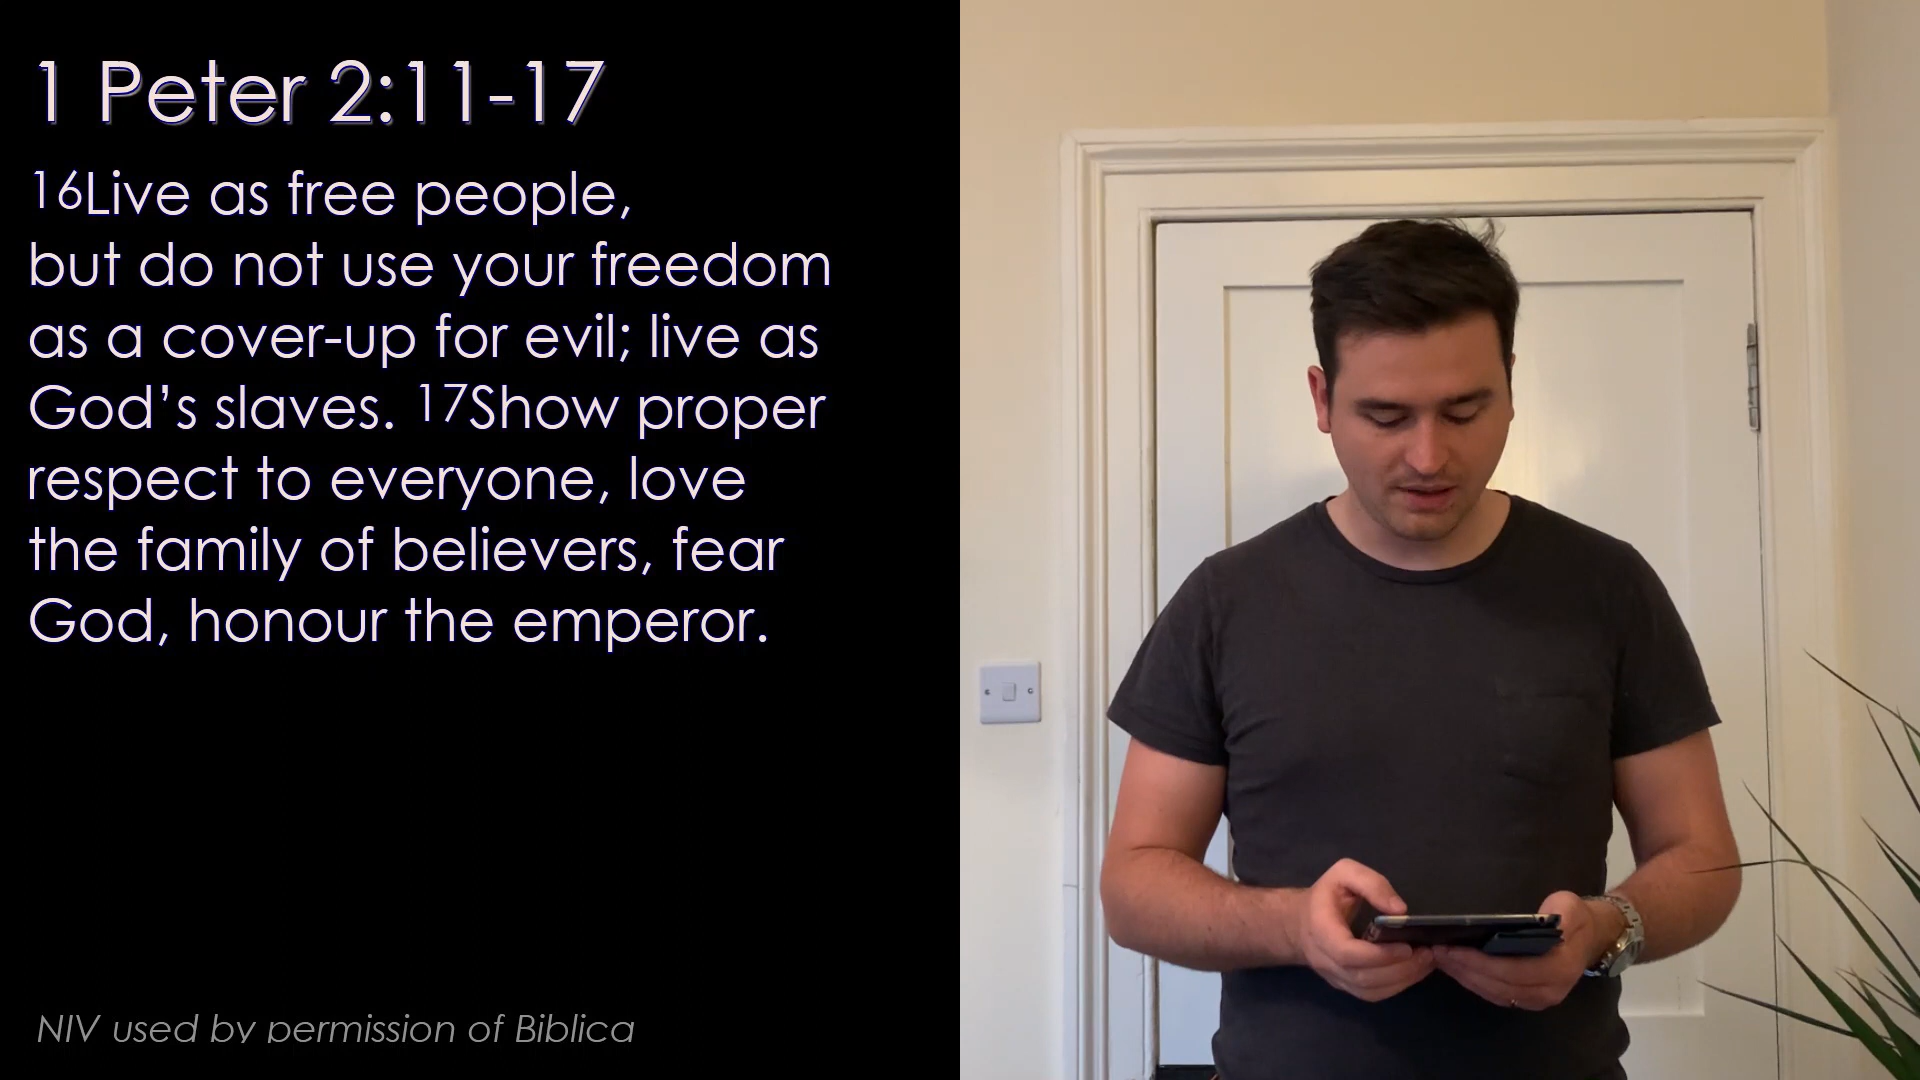 1 Peter 2:11-17
16Live as free people,
but do not use your freedom
as a cover-up for evil; live as
God’s slaves. 17Show proper
respect to everyone, love
the family of believers, fear
God, honour the emperor.
NIV used by permission of Biblica